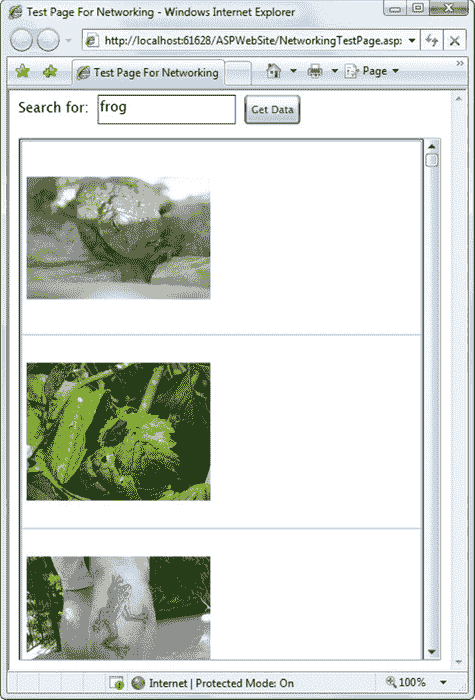 Test Page For Networking - Windows Internet Explorer
http://localhost:61628/ASPWebSite/NetworkingTestPage.asp
Test Page For Networking
Page
Search for: frog Get Data
Internet | Protected Mode: On 100%